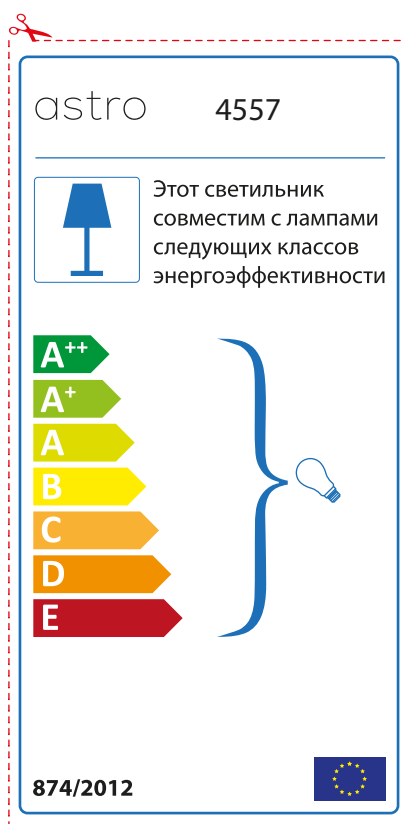 astro 4557
Этот светильник
совместим с лампами
следующих классов
энергоэффективности
A++
A+
A
B
C
D
E
874/2012